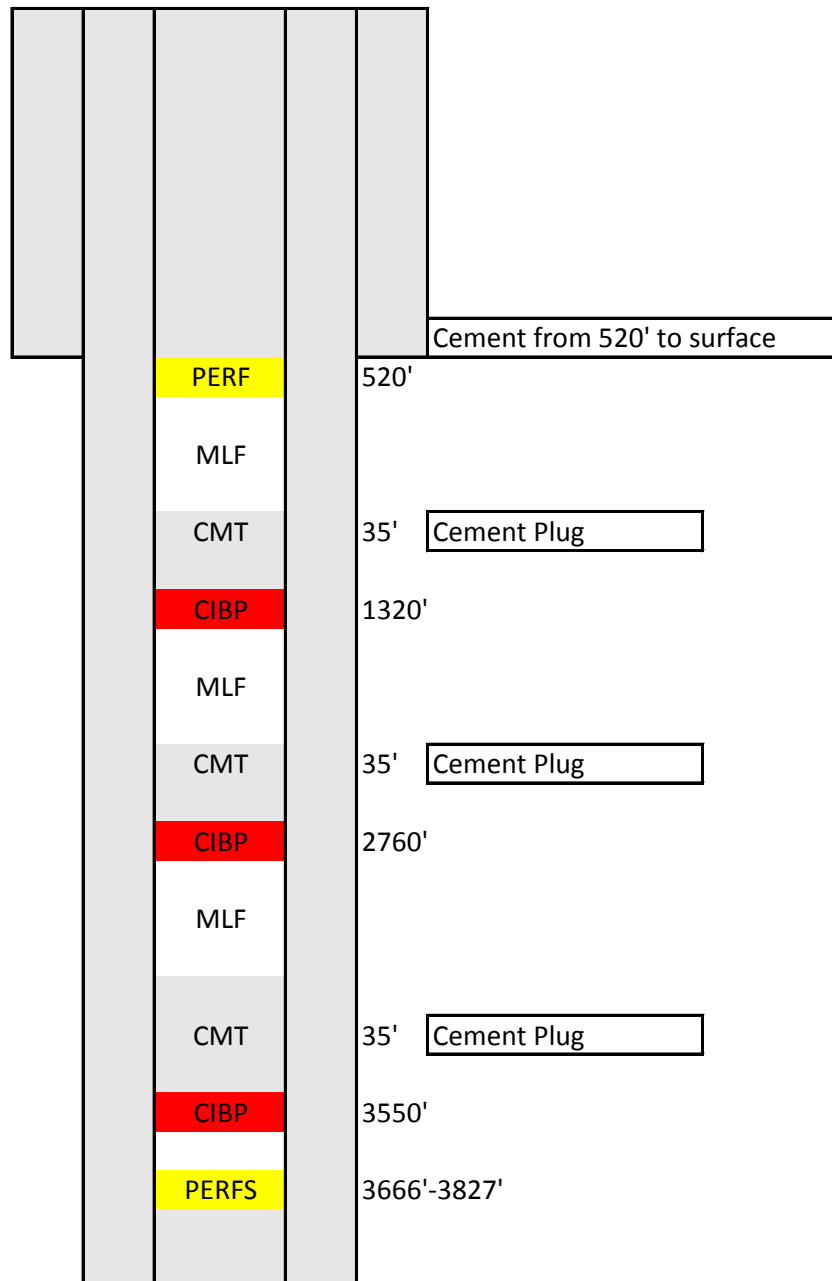 Cement from 520' to surface
PERF 520'
MLF
CMT 35' Cement Plug
CIBP 1320'
MLF
CMT 35' Cement Plug
CIBP 2760'
MLF
CMT 35' Cement Plug
CIBP 3550'
PERFS 3666'-3827'